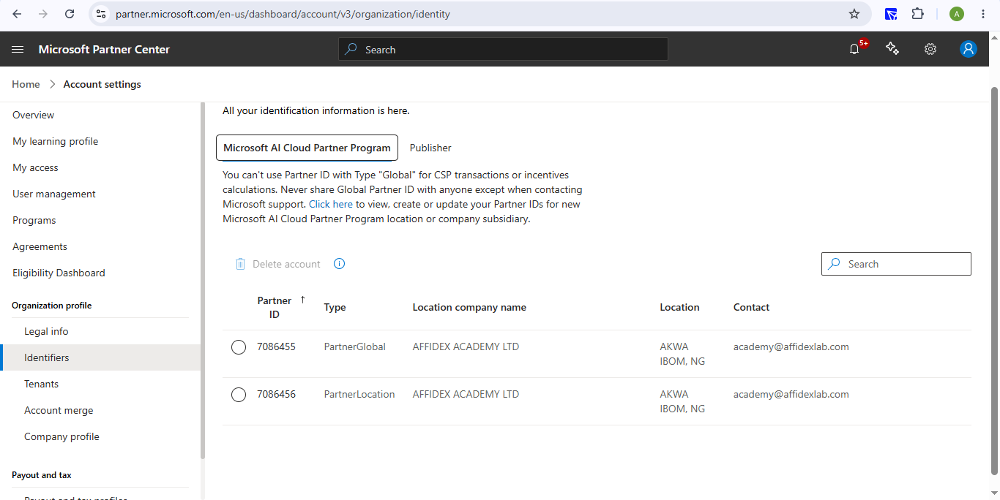 partner.microsoft.com/en-us/dashboard/account/v3/organization/identity
A
Microsoft Partner Center
Search
5+
Home
Account settings
Overview
My learning profile
My access
User management
Programs
Agreements
Eligibility Dashboard
Organization profile
Legal info
Identifiers
Tenants
Account merge
Company profile
Payout and tax
Payout and tax profiles
All your identification information is here.
Microsoft AI Cloud Partner Program
Publisher
You can't use Partner ID with Type "Global" for CSP transactions or incentives
calculations. Never share Global Partner ID with anyone except when contacting
Microsoft support. Click here to view, create or update your Partner IDs for new
Microsoft AI Cloud Partner Program location or company subsidiary.
Delete account
Search
Partner ID ↑ Type Location company name Location Contact
7086455 PartnerGlobal AFFIDEX ACADEMY LTD AKWA IBOM, NG academy@affidexlab.com
7086456 PartnerLocation AFFIDEX ACADEMY LTD AKWA IBOM, NG academy@affidexlab.com